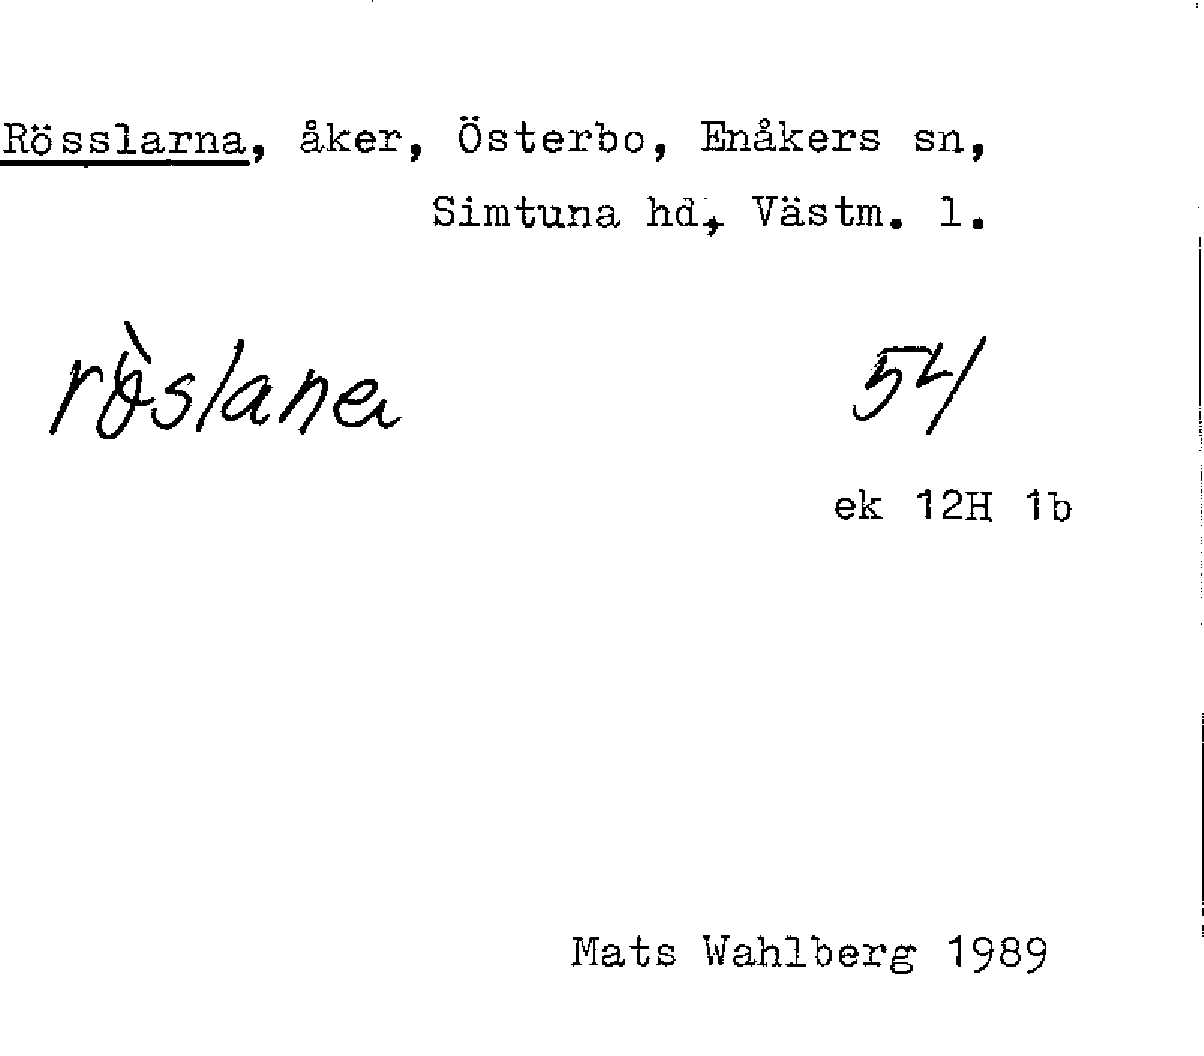 Rösslarna, åker, Österbo, Enåkers sn,
Simtuna hd, Västm. l.
ròslana 54
ek 12H 1b
Mats Wahlberg 1989